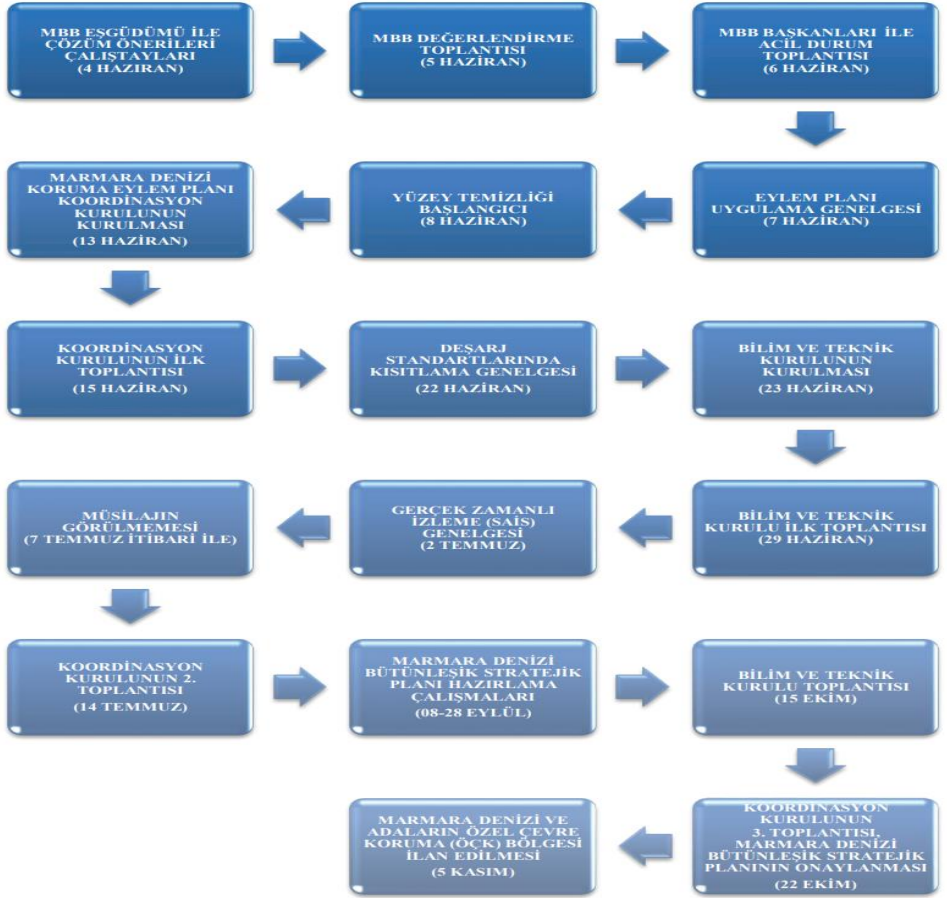 MBB EŞGÜDÜMÜ İLE
ÇÖZÜM ÖNERİLERİ
ÇALIŞTAYLARI
(4 HAZIRAN)
MBB DEĞERLENDİRME
TOPLANTISI
(5 HAZIRAN)
MBB BAŞKANLARI İLE
ACİL DURUM
TOPLANTISI
(6 HAZİRAN)
EYLEM PLANI
UYGULAMA GENELGESİ
(7 HAZIRAN)
YÜZEY TEMİZLİĞİ
BAŞLANGICI
(8 HAZİRAN)
MARMARA DENİZİ
KORUMA EYLEM PLANI
KOORDİNASYON
KURULUNUN
KURULMASI
(13 HAZİRAN)
KOORDİNASYON
KURULUNUN İLK
TOPLANTISI
(15 HAZİRAN)
DEŞARJ
STANDARTLARINDA
KISITLAMA GENELGESİ
(22 HAZİRAN)
BİLİM VE TEKNİK
KURULUNUN
KURULMASI
(23 HAZİRAN)
BİLİM VE TEKNİK
KURULU İLK TOPLANTISI
(29 HAZİRAN)
GERÇEK ZAMANLI
İZLEME (SAİS)
GENELGESİ
(2 TEMMUZ)
MÜSİLAJIN
GÖRÜLMEMESİ
(7 TEMMUZ İTİBARİ İLE)
KOORDİNASYON
KURULUNUN 2.
TOPLANTISI
(14 TEMMUZ)
MARMARA DENİZİ
BÜTÜNLEŞİK STRATEJİK
PLANI HAZIRLAMA
ÇALIŞMALARI
(08-28 EYLÜL)
BİLİM VE TEKNİK
KURULU TOPLANTISI
(15 EKİM)
KOORDİNASYON
KURULUNUN
3. TOPLANTISI,
MARMARA DENİZİ
BÜTÜNLEŞİK STRATEJİK
PLANININ ONAYLANMASI
(22 EKİM)
MARMARA DENİZİ VE
ADALARIN ÖZEL ÇEVRE
KORUMA (ÖÇK) BÖLGESİ
İLAN EDİLMESİ
(5 KASIM)